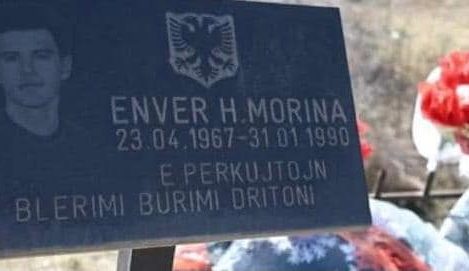 ENVER H.MORINA
23.04.1967-31 01 1990
E PERKUJTOJN
BLERIMI BURIMI DRITONI